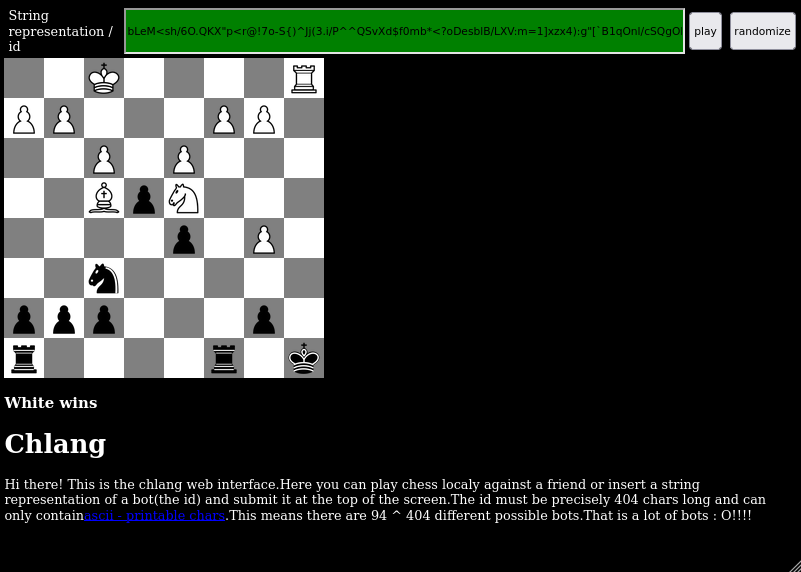 String
representation /
id
bLeM<sh/6O.QKX"p<r@!7o-S{)^Jj(3.i/P^^QSvXd$f0mb*<?oDesblB/LXV:m=1]xzx4):g"[`B1qOnI/cSQgO
play
randomize
White wins
Chlang
Hi there! This is the chlang web interface.Here you can play chess localy against a friend or insert a string
representation of a bot(the id) and submit it at the top of the screen.The id must be precisely 404 chars long and can
only containascii - printable chars.This means there are 94 ^ 404 different possible bots.That is a lot of bots : O!!!!